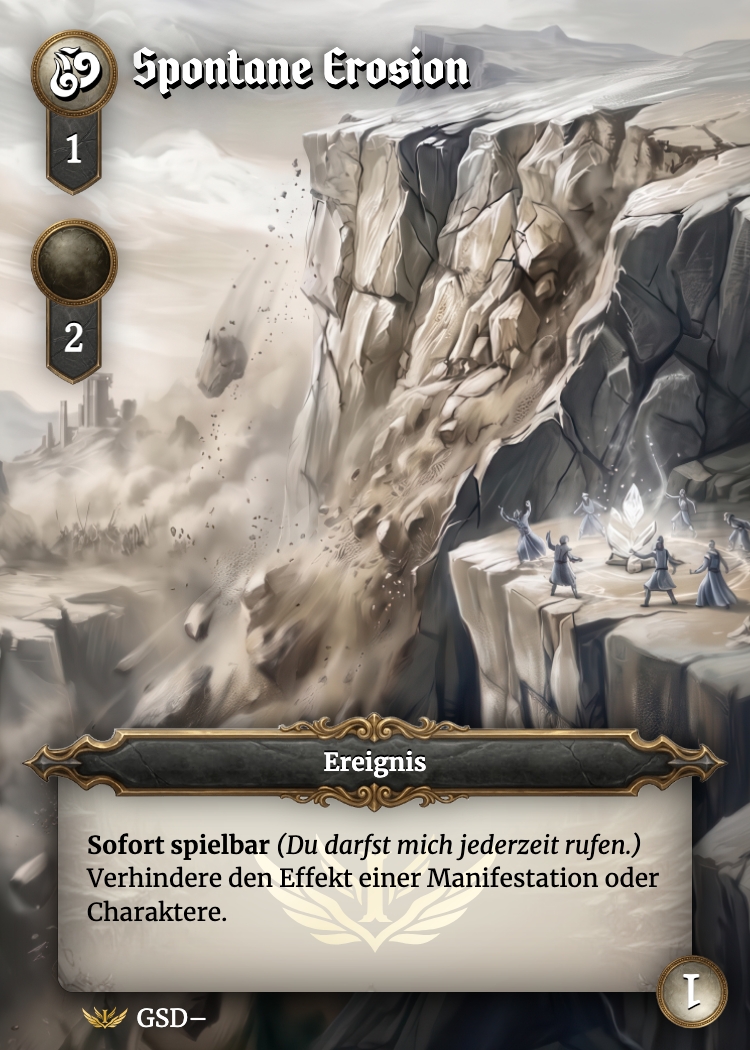 Spontane Erosion
1
2
Ereignis
Sofort spielbar (Du darfst mich jederzeit rufen.)
Verhindere den Effekt einer Manifestation oder
Charaktere.
GSD–